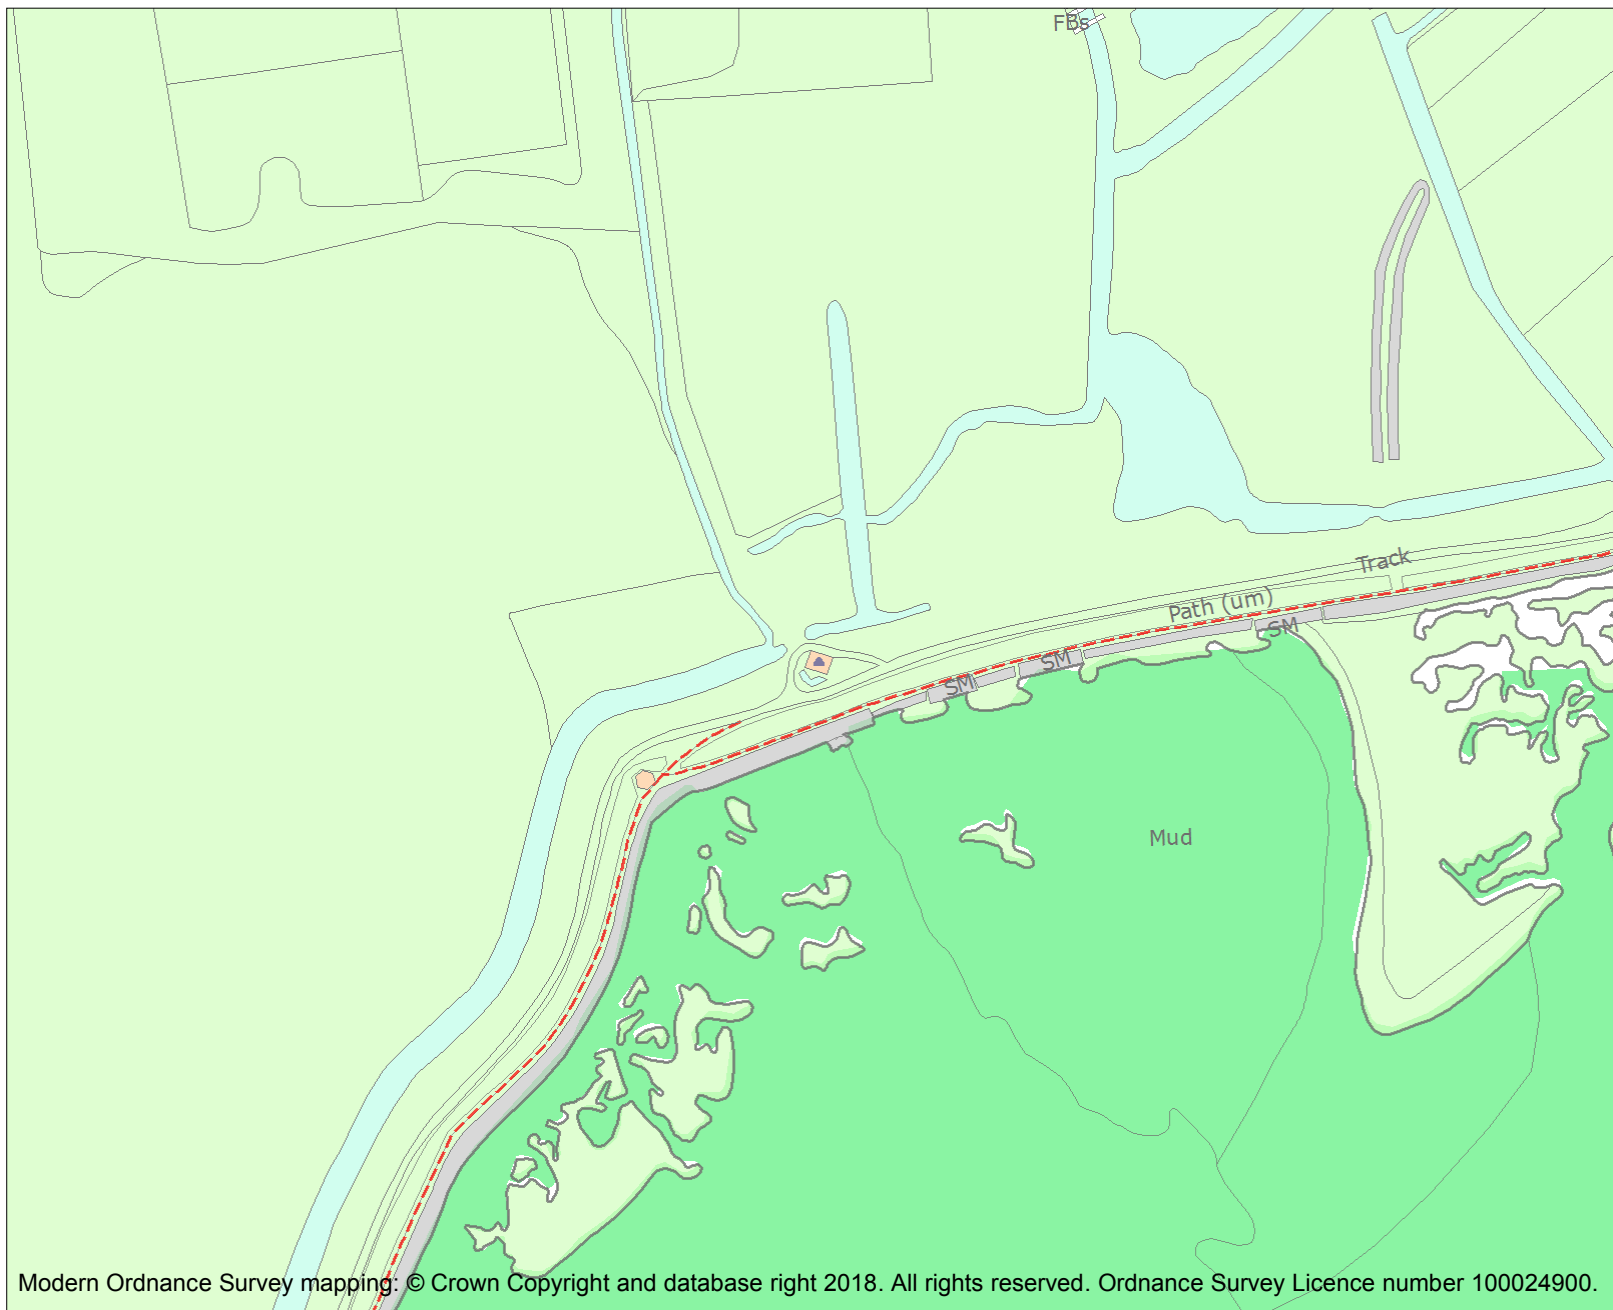 FBs
Track
Path (um)
SM
SM
SM
Mud
Modern Ordnance Survey mapping: © Crown Copyright and database right 2018. All rights reserved. Ordnance Survey Licence number 100024900.